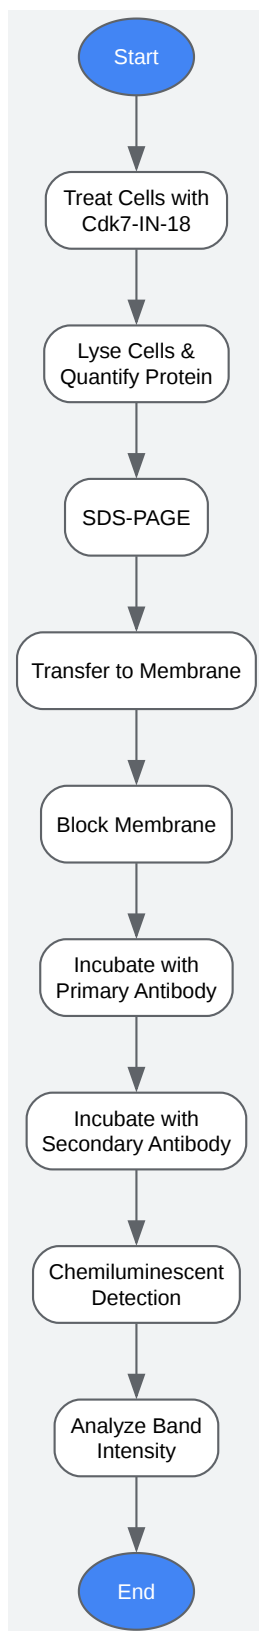 Start
Treat Cells with
Cdk7-IN-18
Lyse Cells &
Quantify Protein
SDS-PAGE
Transfer to Membrane
Block Membrane
Incubate with
Primary Antibody
Incubate with
Secondary Antibody
Chemiluminescent
Detection
Analyze Band
Intensity
End